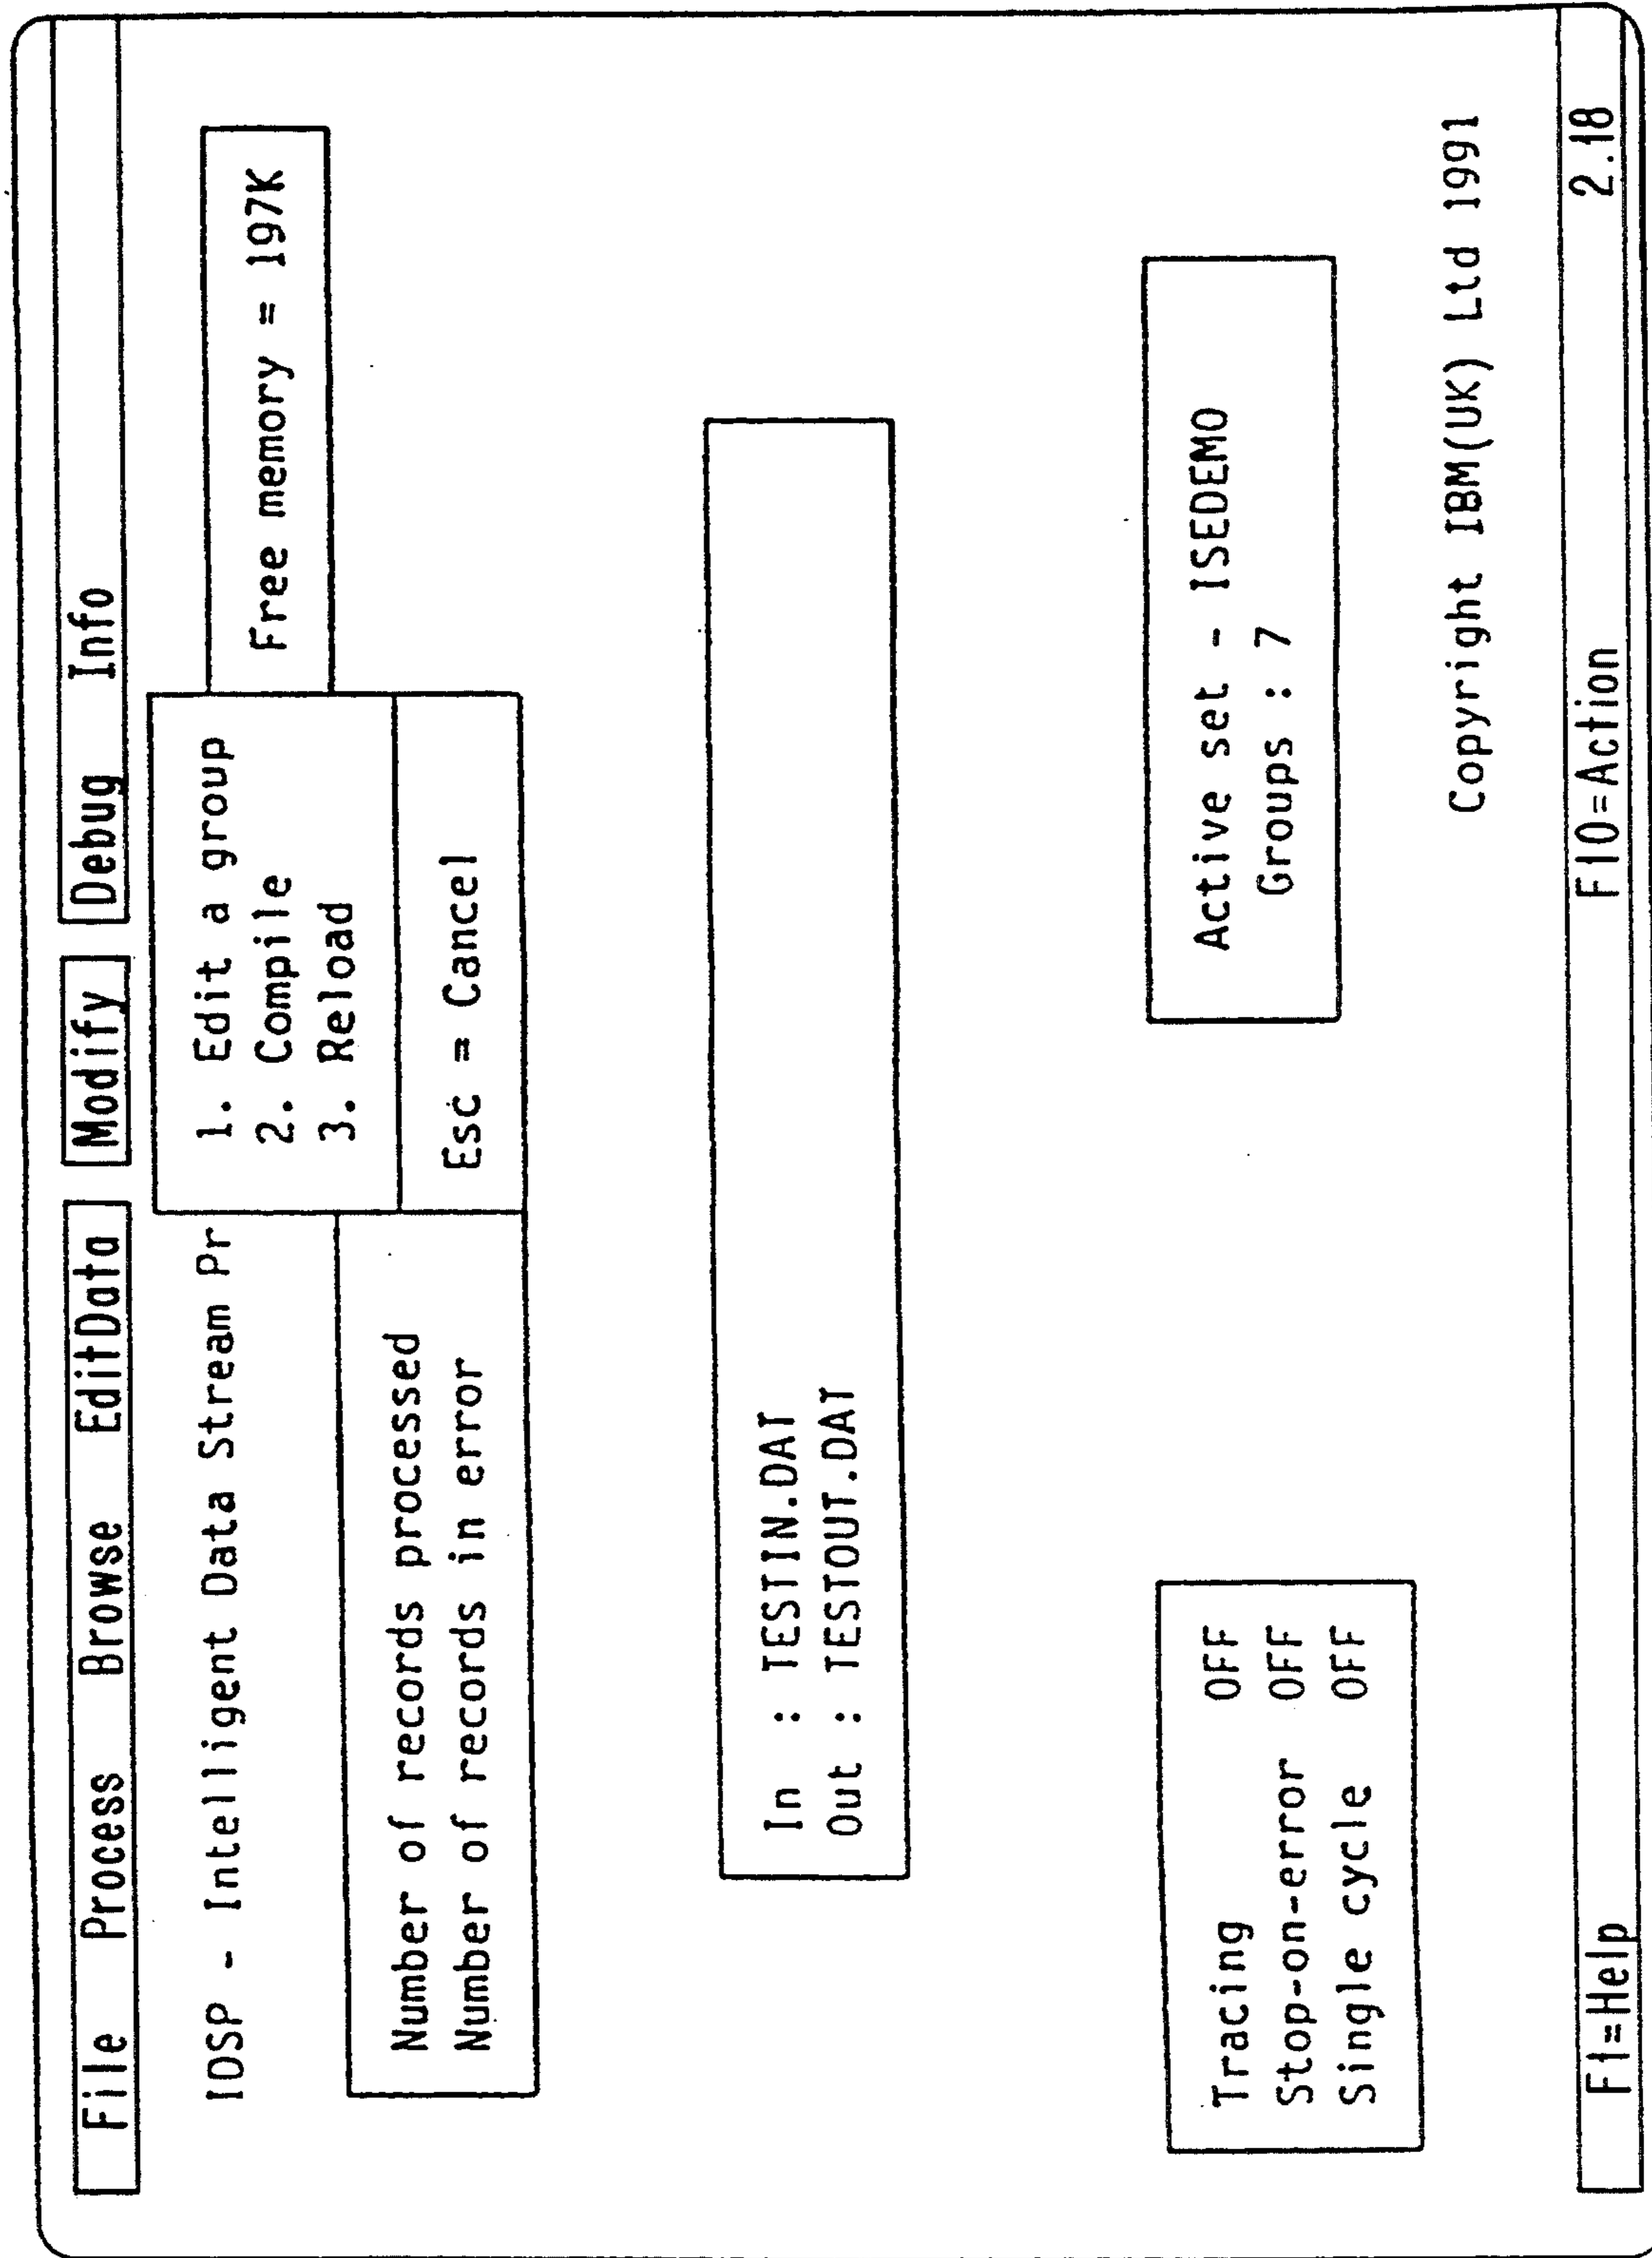 File Process Browse EditData Modify Debug Info
IDSP - Intelligent Data Stream Pr
1. Edit a group
2. Compile
3. Reload
Esc = Cancel
Free memory = 197K
Number of records processed
Number of records in error
In : TESTIN.DAT
Out : TESTOUT.DAT
Tracing OFF
Stop-on-error OFF
Single cycle OFF
Active set - ISEDEMO
Groups : 7
Copyright IBM(UK) Ltd 1991
F1=Help F10=Action 2.18